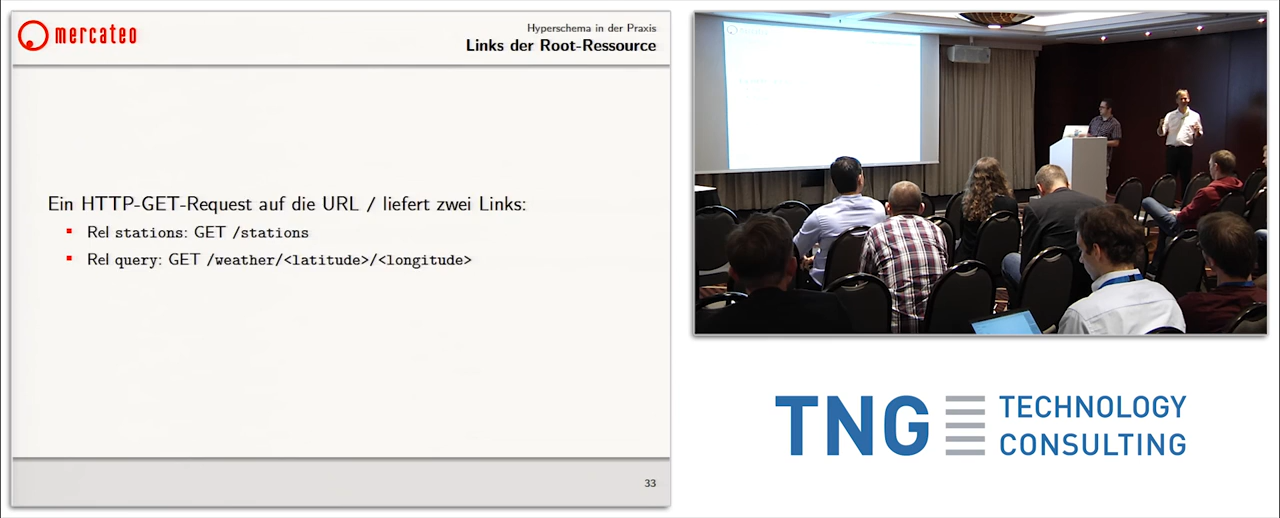 mercateo
Hyperschema in der Praxis
Links der Root-Ressource
Ein HTTP-GET-Request auf die URL / liefert zwei Links:
Rel stations: GET /stations
Rel query: GET /weather/<latitude>/<longitude>
33
TNG TECHNOLOGY
CONSULTING